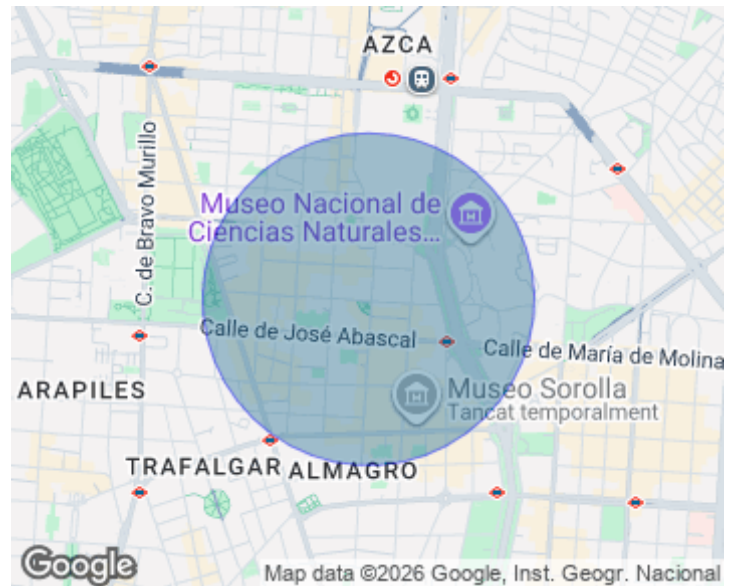 AZCA
C. de Bravo Murillo
Museo Nacional de
Ciencias Naturales...
Calle de José Abascal
Calle de María de Molina
ARAPILES
Museo Sorolla
Tancat temporalment
TRAFALGAR
ALMAGRO
Google
Map data ©2026 Google, Inst. Geogr. Nacional